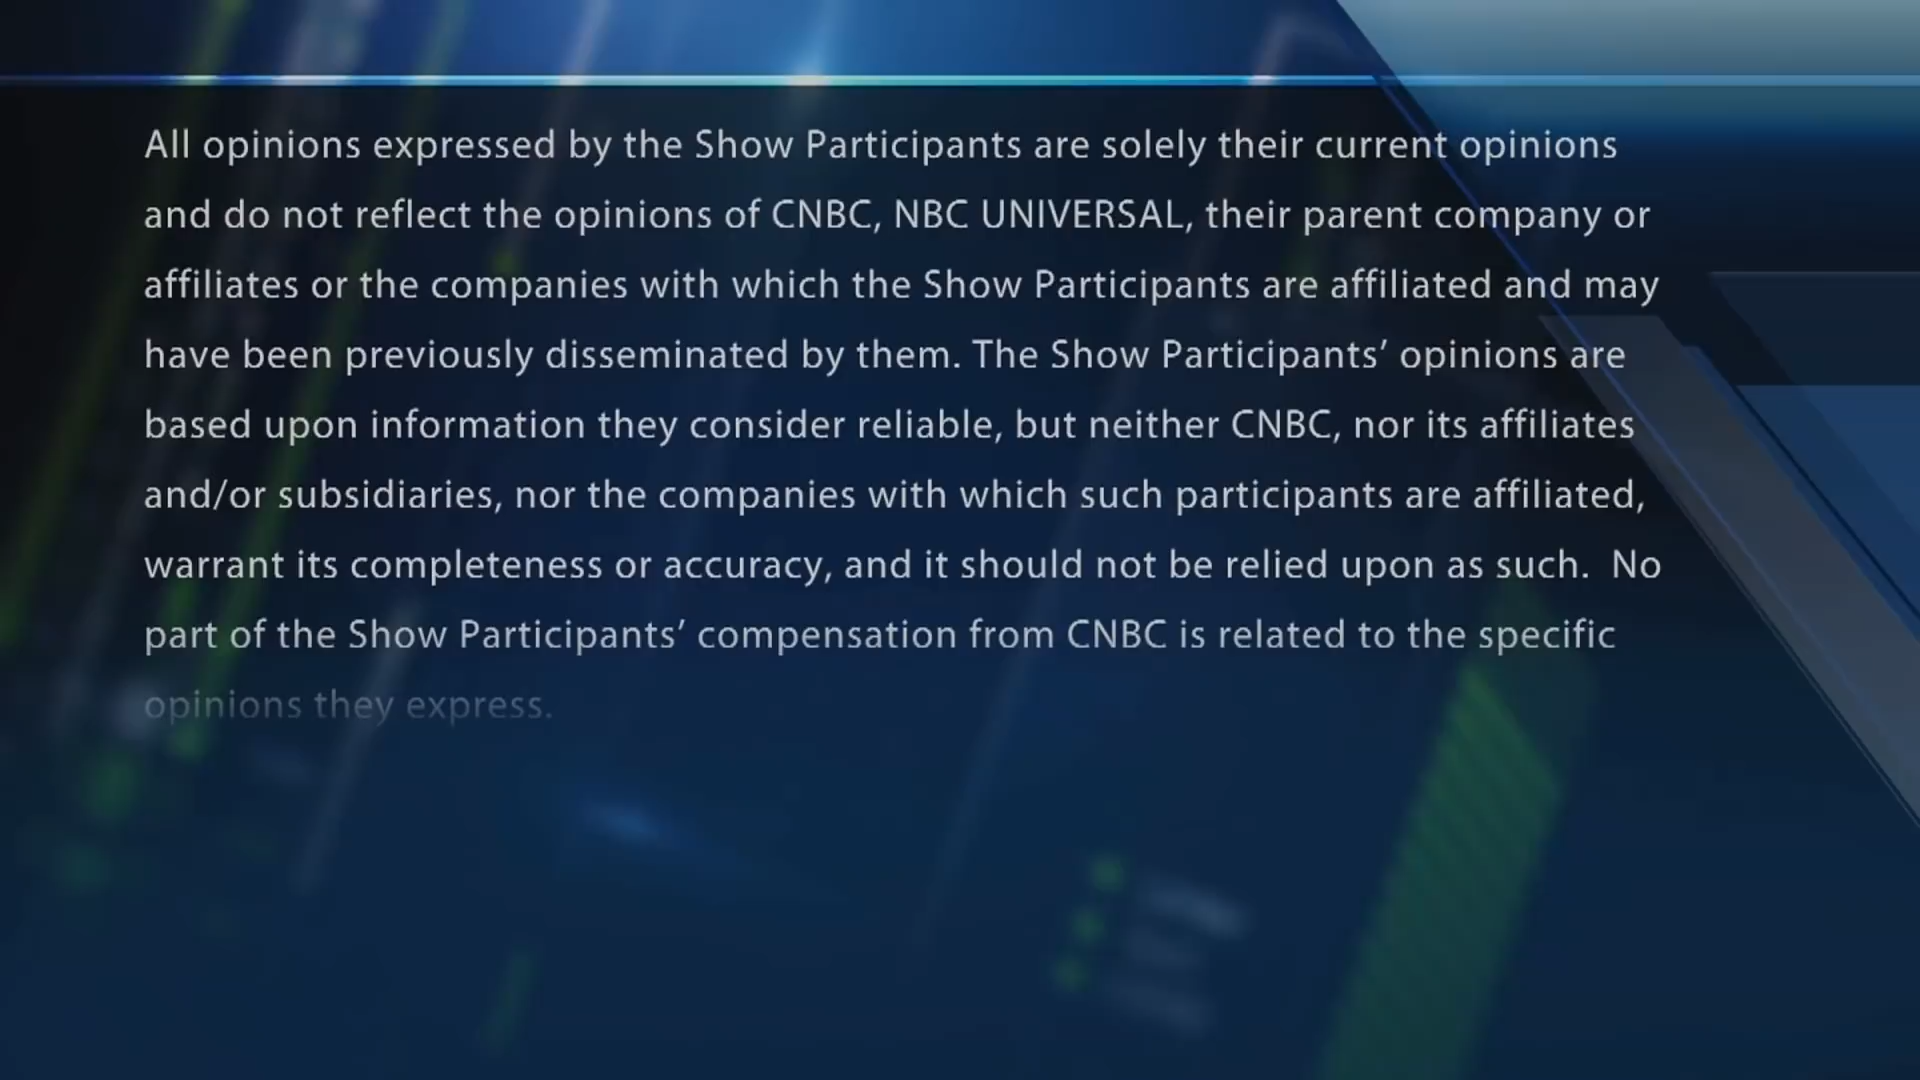 All opinions expressed by the Show Participants are solely their current opinions
and do not reflect the opinions of CNBC, NBC UNIVERSAL, their parent company or
affiliates or the companies with which the Show Participants are affiliated and may
have been previously disseminated by them. The Show Participants’ opinions are
based upon information they consider reliable, but neither CNBC, nor its affiliates
and/or subsidiaries, nor the companies with which such participants are affiliated,
warrant its completeness or accuracy, and it should not be relied upon as such.  No
part of the Show Participants’ compensation from CNBC is related to the specific
opinions they express.